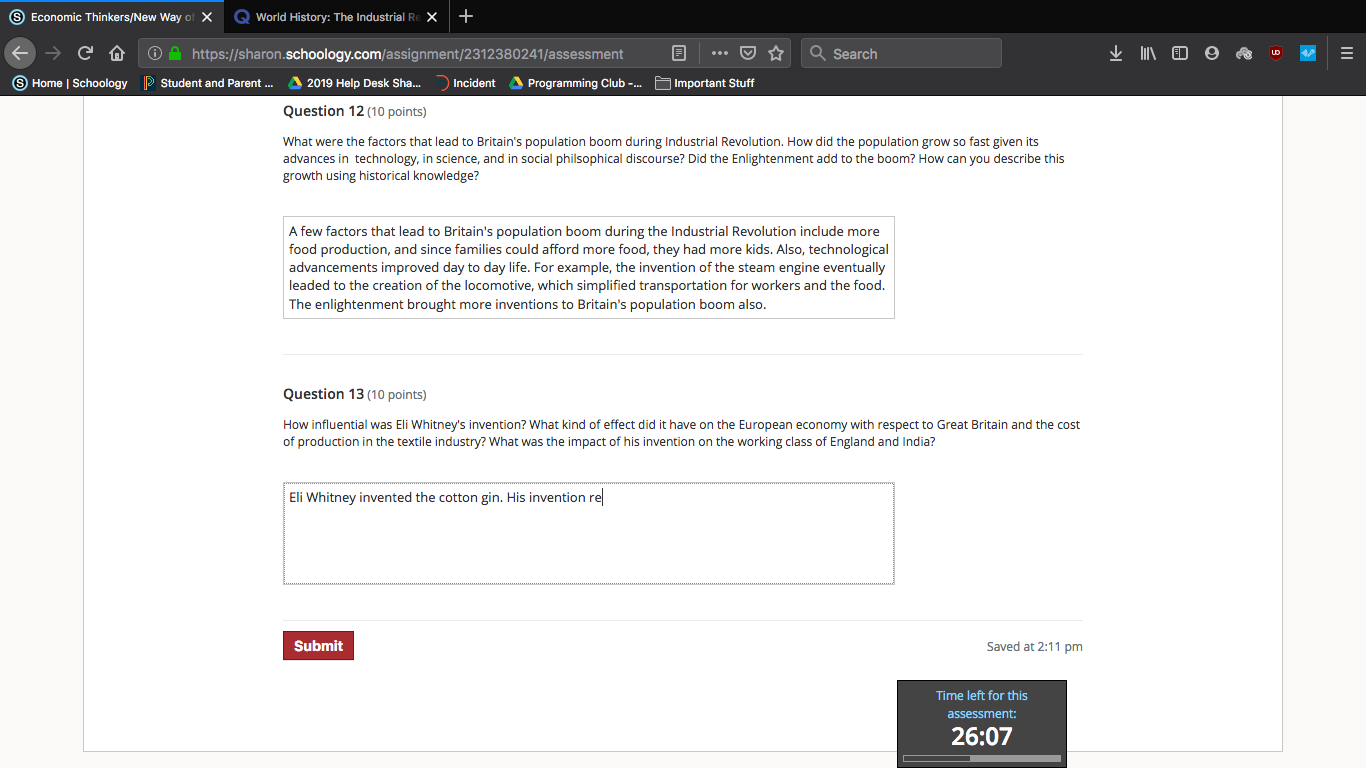 Economic Thinkers/New Way of
World History: The Industrial Re
https://sharon.schoology.com/assignment/2312380241/assessment
Search
Home | Schoology
Student and Parent ...
2019 Help Desk Sha...
Incident
Programming Club -...
Important Stuff
Question 12 (10 points)
What were the factors that lead to Britain's population boom during Industrial Revolution. How did the population grow so fast given its
advances in technology, in science, and in social philsophical discourse? Did the Enlightenment add to the boom? How can you describe this
growth using historical knowledge?
A few factors that lead to Britain's population boom during the Industrial Revolution include more
food production, and since families could afford more food, they had more kids. Also, technological
advancements improved day to day life. For example, the invention of the steam engine eventually
leaded to the creation of the locomotive, which simplified transportation for workers and the food.
The enlightenment brought more inventions to Britain's population boom also.
Question 13 (10 points)
How influential was Eli Whitney's invention? What kind of effect did it have on the European economy with respect to Great Britain and the cost
of production in the textile industry? What was the impact of his invention on the working class of England and India?
Eli Whitney invented the cotton gin. His invention re
Submit
Saved at 2:11 pm
Time left for this
assessment:
26:07